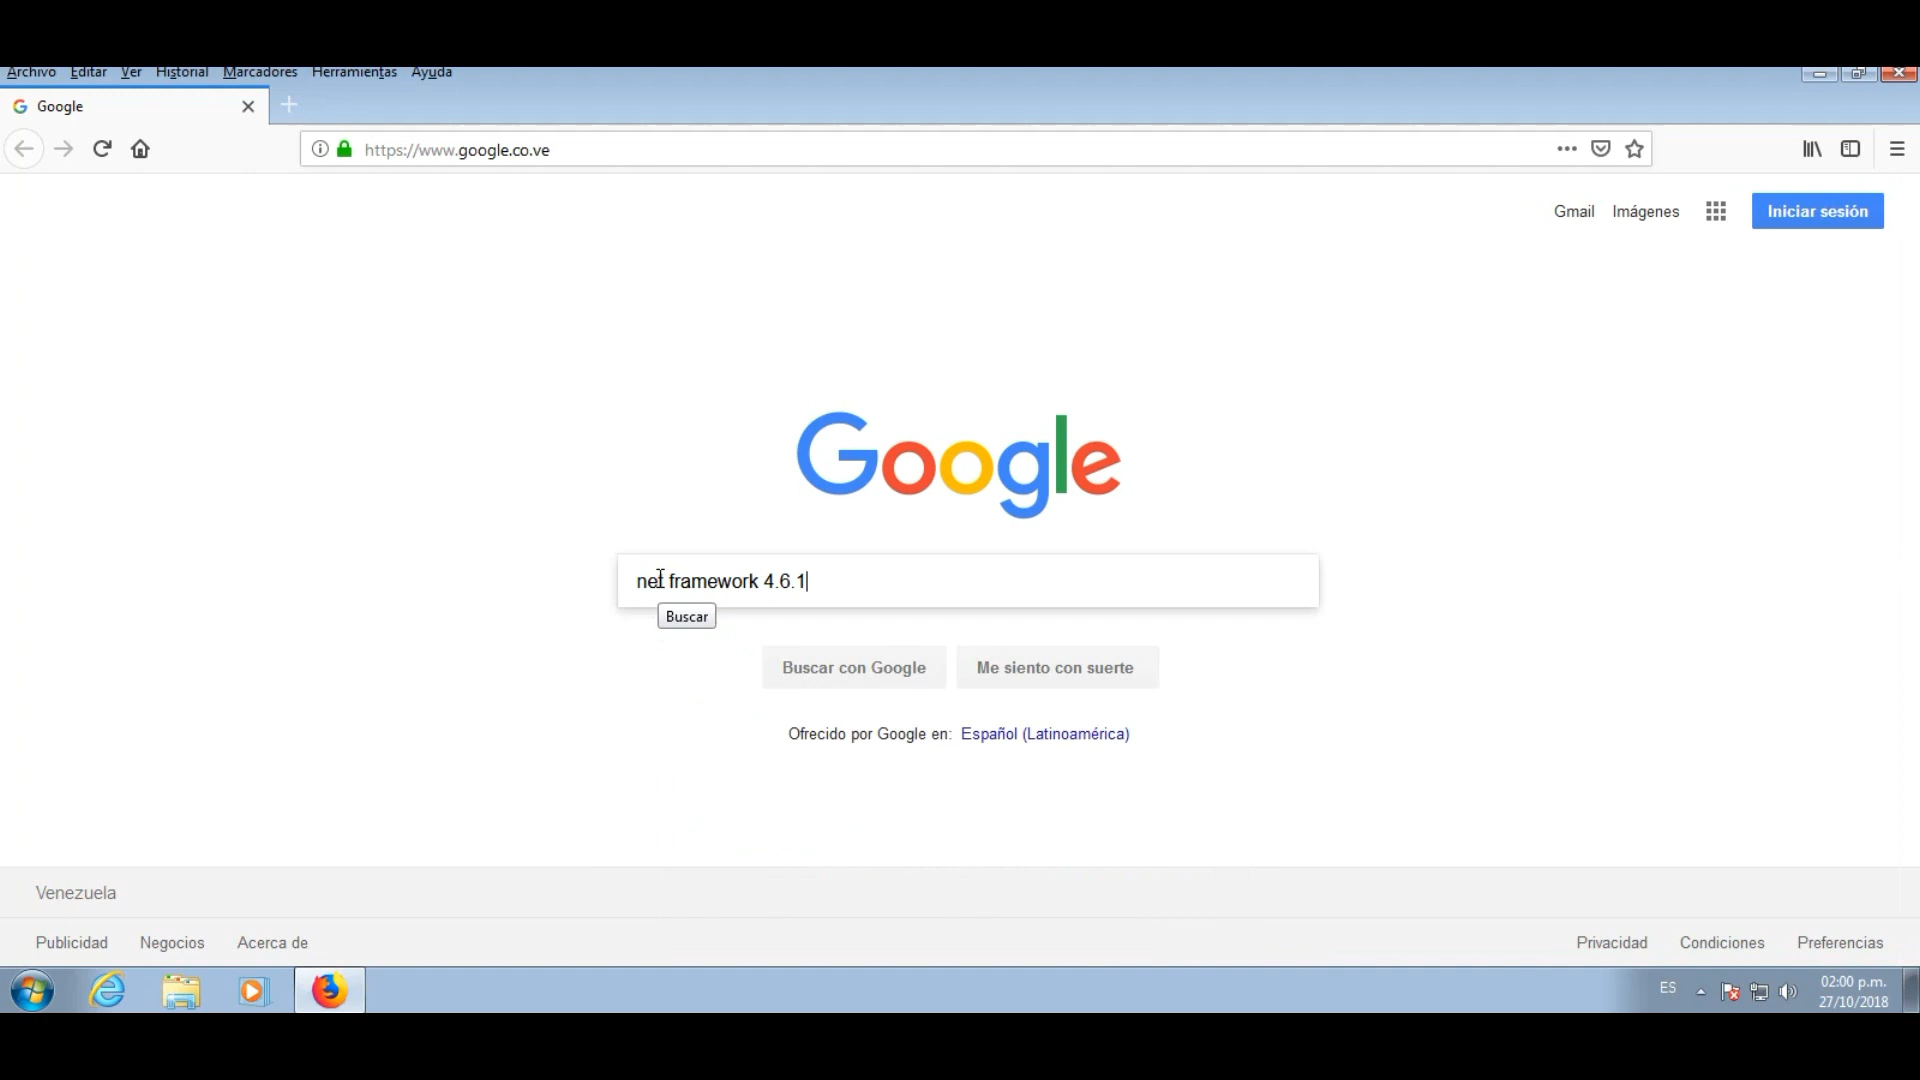 Archivo Editar Ver Historial Marcadores Herramientas Ayuda
Google
https://www.google.co.ve
Gmail Imágenes Iniciar sesión
Google
net framework 4.6.1
Buscar
Buscar con Google Me siento con suerte
Ofrecido por Google en: Español (Latinoamérica)
Venezuela
Publicidad Negocios Acerca de Privacidad Condiciones Preferencias
ES 02:00 p.m.
27/10/2018